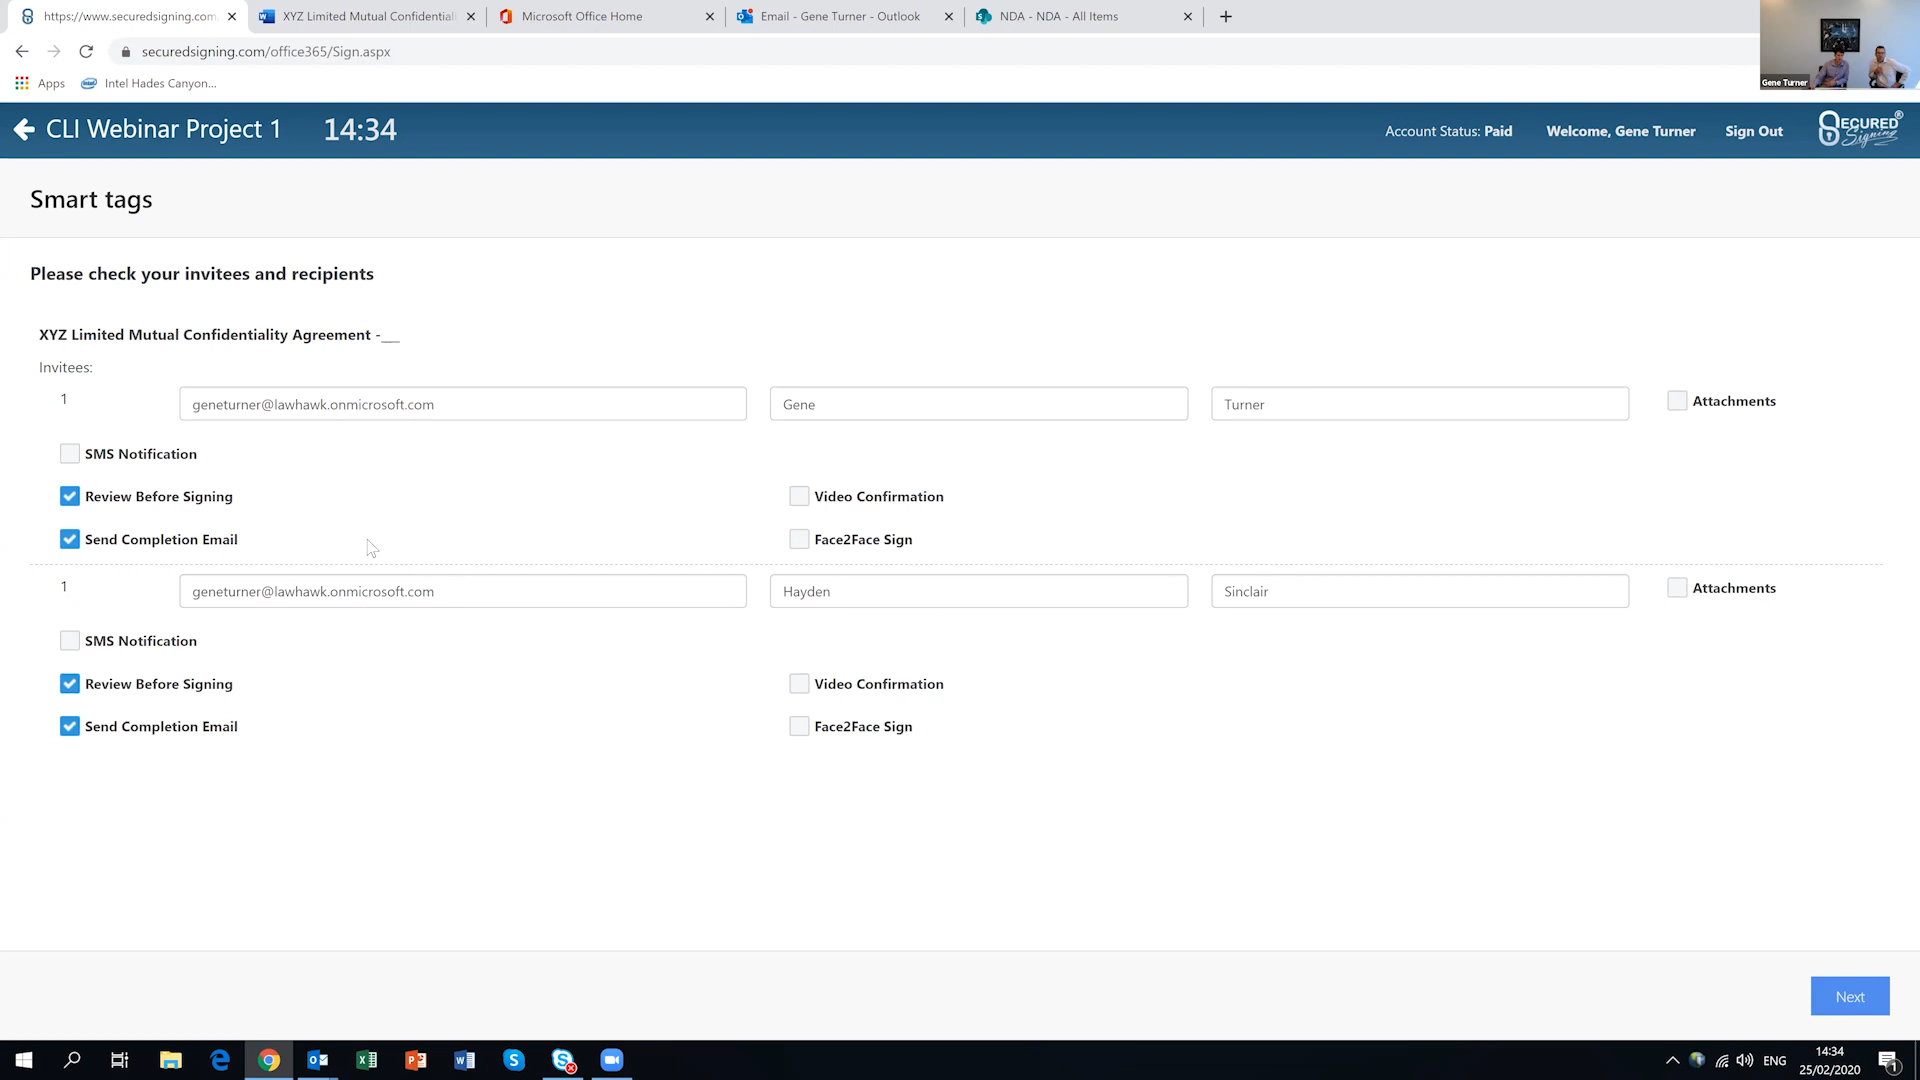 https://www.securedsigning.com
XYZ Limited Mutual Confidential
Microsoft Office Home
Email - Gene Turner - Outlook
NDA - NDA - All Items
securedsigning.com/office365/Sign.aspx
Apps
Intel Hades Canyon...
Gene Turner
CLI Webinar Project 1
14:34
Account Status: Paid
Welcome, Gene Turner
Sign Out
SECURED Signing
Smart tags
Please check your invitees and recipients
XYZ Limited Mutual Confidentiality Agreement -___
Invitees:
1
geneturner@lawhawk.onmicrosoft.com
Gene
Turner
Attachments
SMS Notification
Review Before Signing
Video Confirmation
Send Completion Email
Face2Face Sign
1
geneturner@lawhawk.onmicrosoft.com
Hayden
Sinclair
Attachments
SMS Notification
Review Before Signing
Video Confirmation
Send Completion Email
Face2Face Sign
Next
ENG
14:34
25/02/2020
1